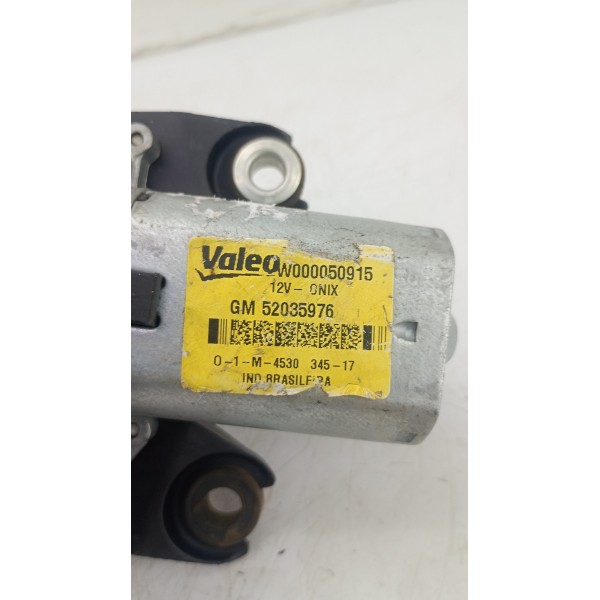 Valeo W000050915
12V- ONIX
GM 52035976
0-1-M-4530 345-17
IND.BRASILEIRA